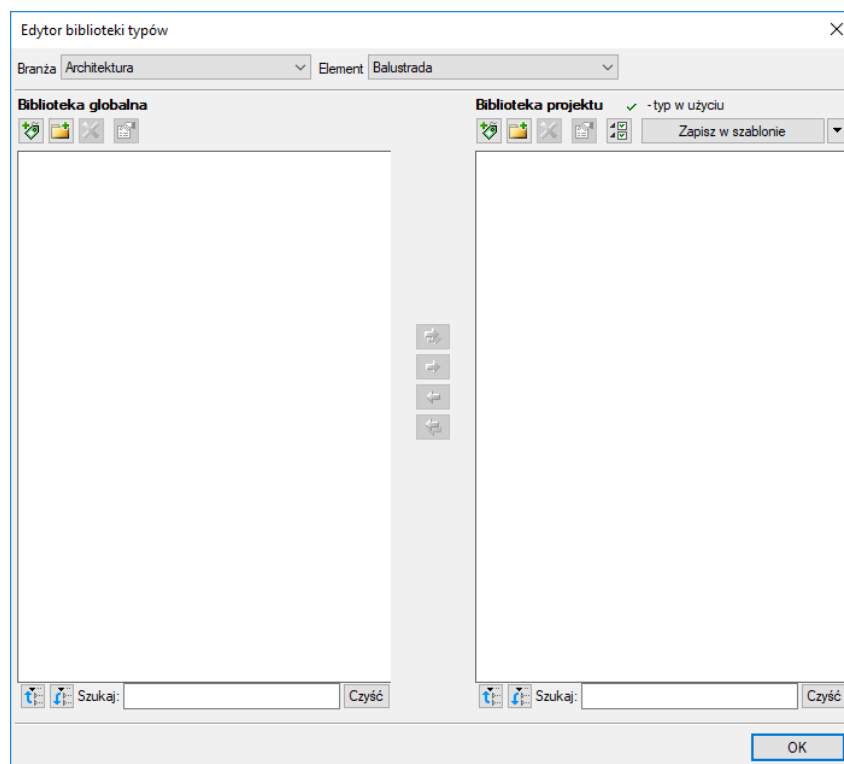 Edytor biblioteki typów
Branża Architektura Element Balustrada
Biblioteka globalna
Biblioteka projektu - typ w użyciu
Zapisz w szablonie
Szukaj: Czyść
Szukaj: Czyść
OK